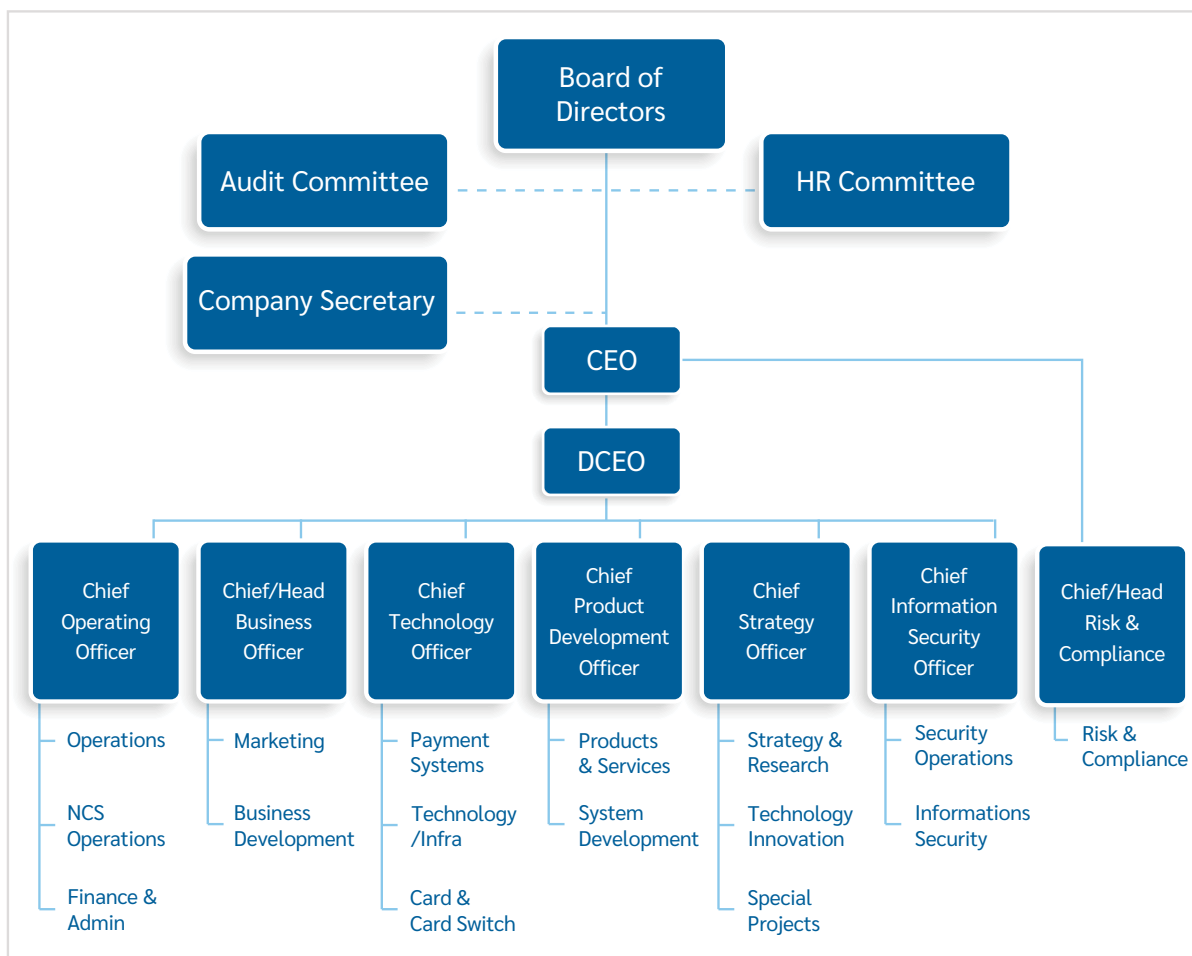 Board of
Directors
Audit Committee
HR Committee
Company Secretary
CEO
DCEO
Chief
Operating
Officer
Chief/Head
Business
Officer
Chief
Technology
Officer
Chief
Product
Development
Officer
Chief
Strategy
Officer
Chief
Information
Security
Officer
Chief/Head
Risk &
Compliance
Operations
NCS
Operations
Finance &
Admin
Marketing
Business
Development
Payment
Systems
Technology
/Infra
Card &
Card Switch
Products
& Services
System
Development
Strategy &
Research
Technology
Innovation
Special
Projects
Security
Operations
Informations
Security
Risk &
Compliance